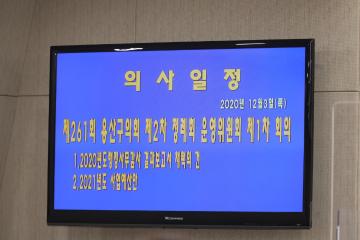 의사일정
2020년 12월3일(목)
제261회 용산구의회 제2차 정례회 운영위원회 제1차 회의
1.2020년도행정사무감사 결과보고서 채택의 건
2.2021년도 사업예산안